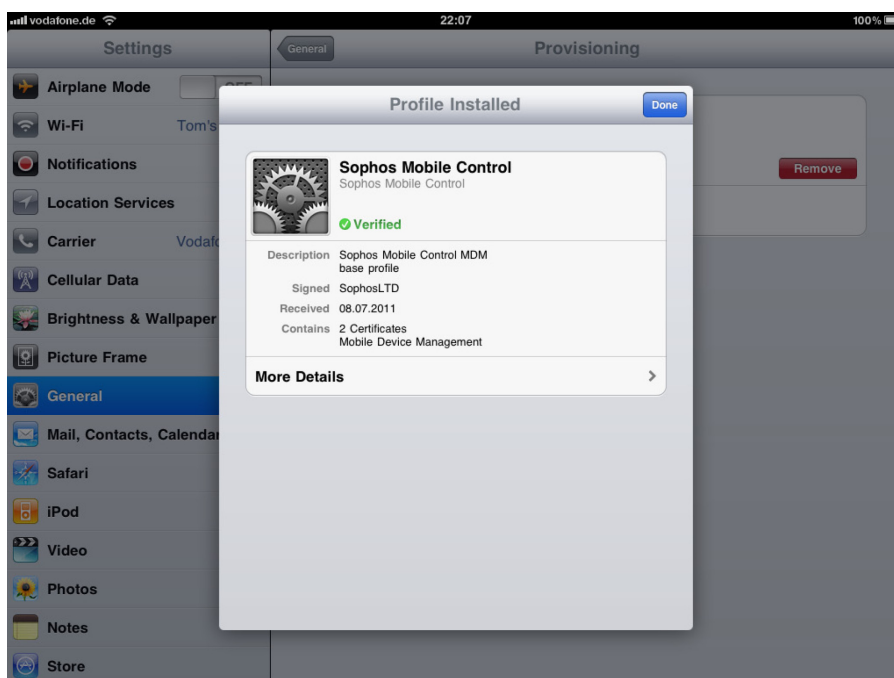 vodafone.de
22:07
100%
Settings
General
Provisioning
Airplane Mode
Wi-Fi
Tom's
Notifications
Location Services
Carrier
Vodafo
Cellular Data
Brightness & Wallpaper
Picture Frame
General
Mail, Contacts, Calendar
Safari
iPod
Video
Photos
Notes
Store
Profile Installed
Done
Sophos Mobile Control
Sophos Mobile Control
Verified
Description Sophos Mobile Control MDM
base profile
Signed SophosLTD
Received 08.07.2011
Contains 2 Certificates
Mobile Device Management
More Details
Remove